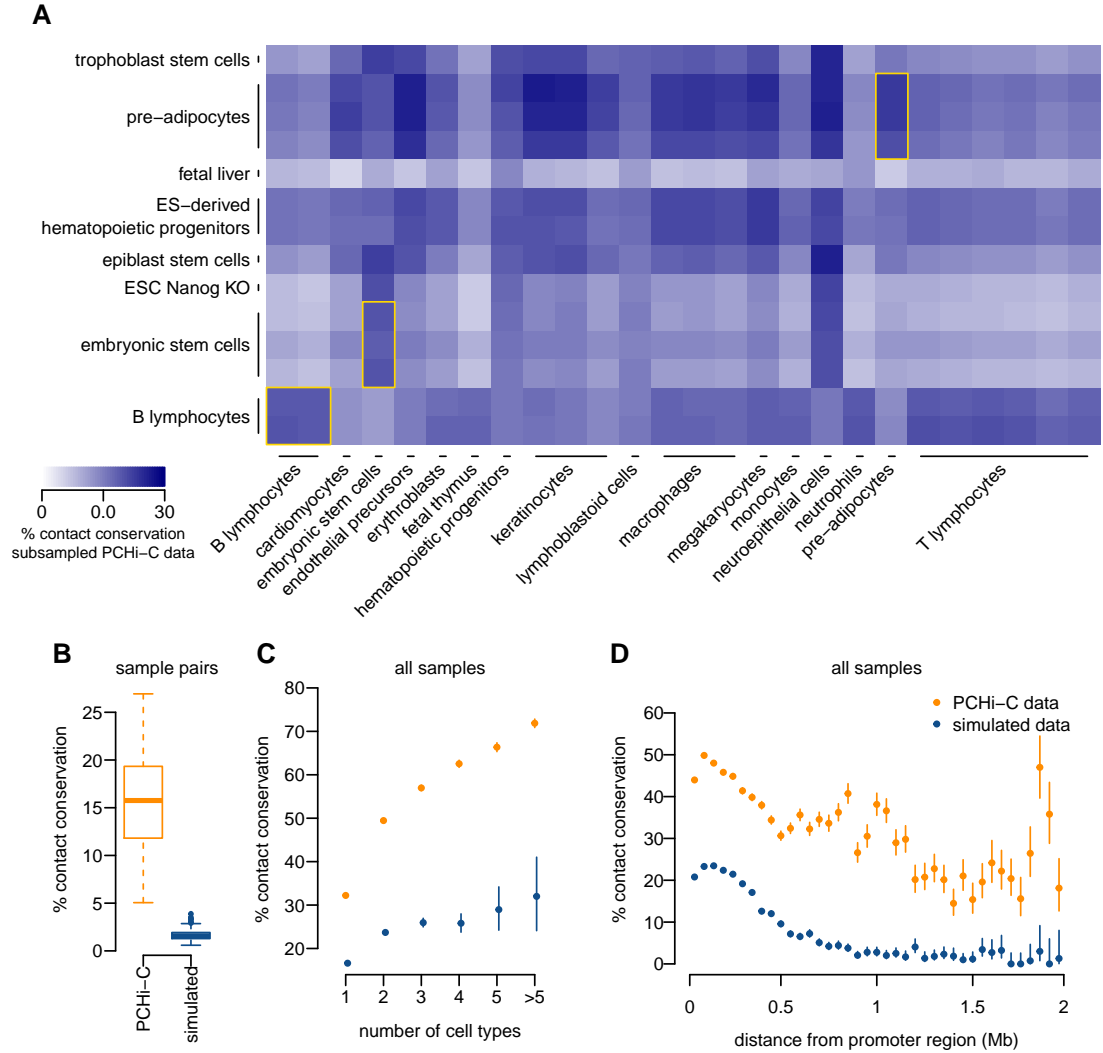 A
trophoblast stem cells
pre−adipocytes
fetal liver
ES−derived
hematopoietic progenitors
epiblast stem cells
ESC Nanog KO
embryonic stem cells
B lymphocytes
0
0.0
30
% contact conservation
subsampled PCHi−C data
B lymphocytes
cardiomyocytes
embryonic stem cells
endothelial precursors
erythroblasts
fetal thymus
hematopoietic progenitors
keratinocytes
lymphoblastoid cells
macrophages
megakaryocytes
monocytes
neuroepithelial cells
neutrophils
pre−adipocytes
T lymphocytes
B
sample pairs
% contact conservation
25
20
15
10
5
0
PCHi−C
simulated
C
all samples
% contact conservation
80
70
60
50
40
30
20
1
2
3
4
5
>5
number of cell types
D
all samples
PCHi−C data
simulated data
% contact conservation
60
50
40
30
20
10
0
0
0.5
1
1.5
2
distance from promoter region (Mb)